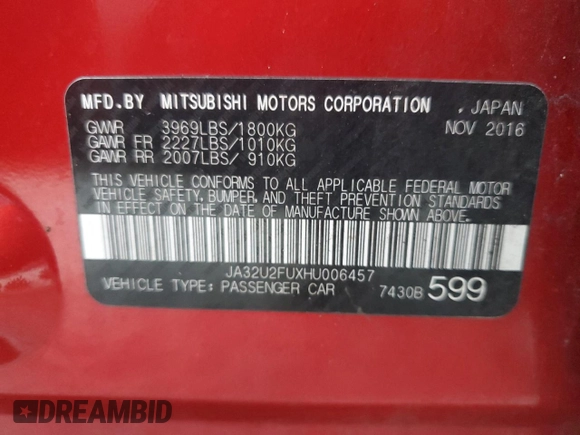 MFD.BY MITSUBISHI MOTORS CORPORATION , JAPAN
GVWR 3969LBS/1800KG NOV 2016
GAWR FR 2227LBS/1010KG
GAWR RR 2007LBS/ 910KG
THIS VEHICLE CONFORMS TO ALL APPLICABLE FEDERAL MOTOR
VEHICLE SAFETY, BUMPER, AND THEFT PREVENTION STANDARDS
IN EFFECT ON THE DATE OF MANUFACTURE SHOWN ABOVE.
JA32U2FUXHU006457
VEHICLE TYPE: PASSENGER CAR 7430B 599
DREAMBID